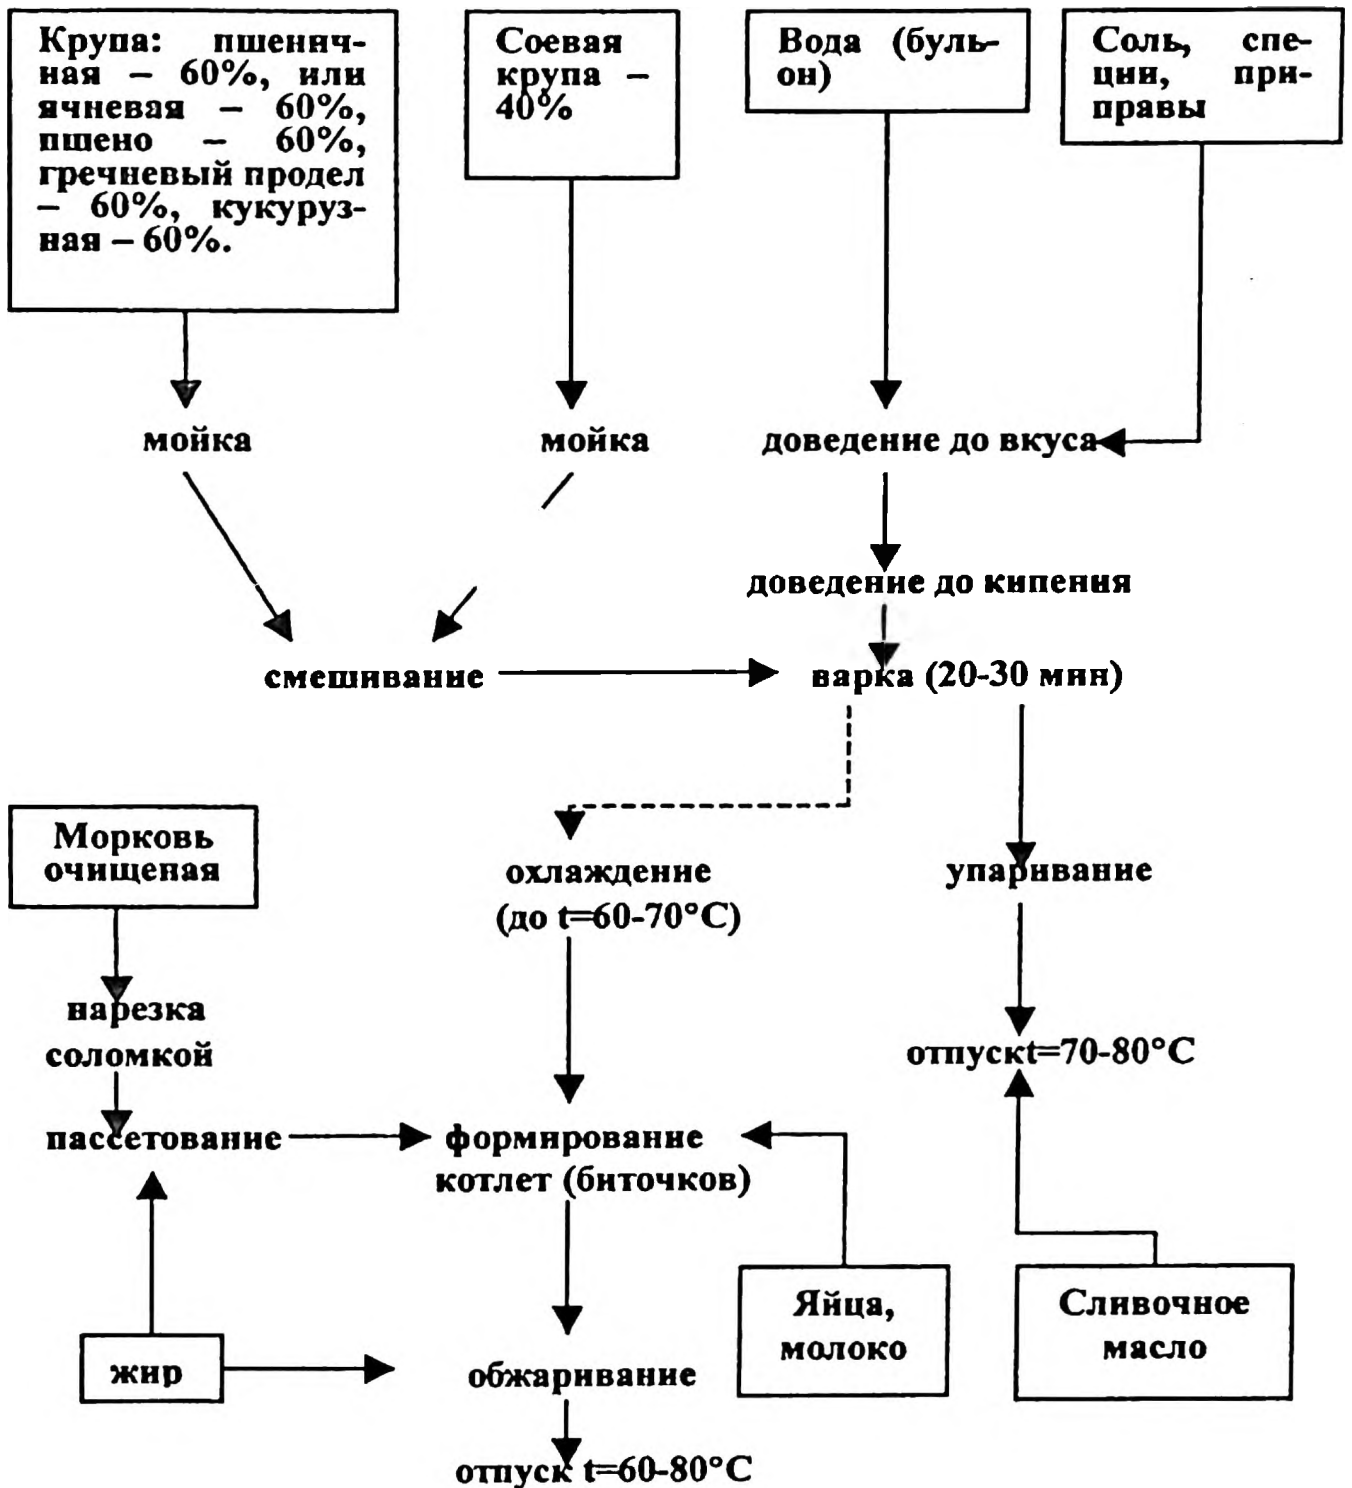 Крупа: пшенич-
ная – 60%, или
ячневая – 60%,
пшено – 60%,
гречневый продел
– 60%, кукуруз-
ная – 60%.
Соевая
крупа –
40%
Вода (буль-
он)
Соль, спе-
ции, при-
правы
мойка
мойка
доведение до вкуса
доведение до кипения
смешивание
варка (20-30 мин)
Морковь
очищеная
охлаждение
(до t=60-70°C)
упаривание
нарезка
соломкой
отпускt=70-80°C
пассетование
формирование
котлет (биточков)
Яйца,
молоко
Сливочное
масло
жир
обжаривание
отпуск t=60-80°C